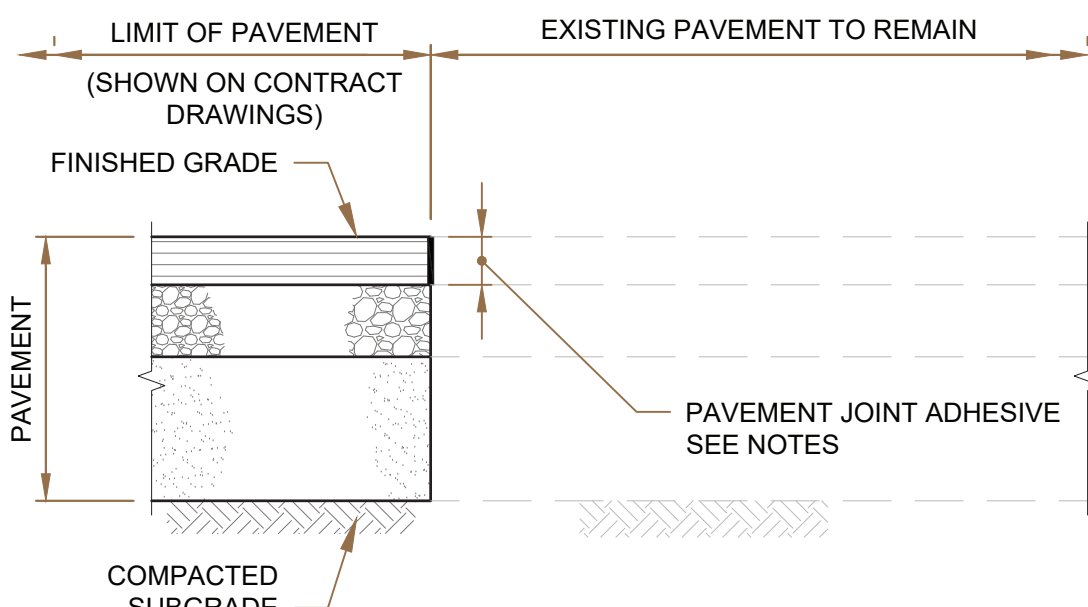 LIMIT OF PAVEMENT
(SHOWN ON CONTRACT
DRAWINGS)
EXISTING PAVEMENT TO REMAIN
FINISHED GRADE
PAVEMENT
PAVEMENT JOINT ADHESIVE
SEE NOTES
COMPACTED
SUBGRADE